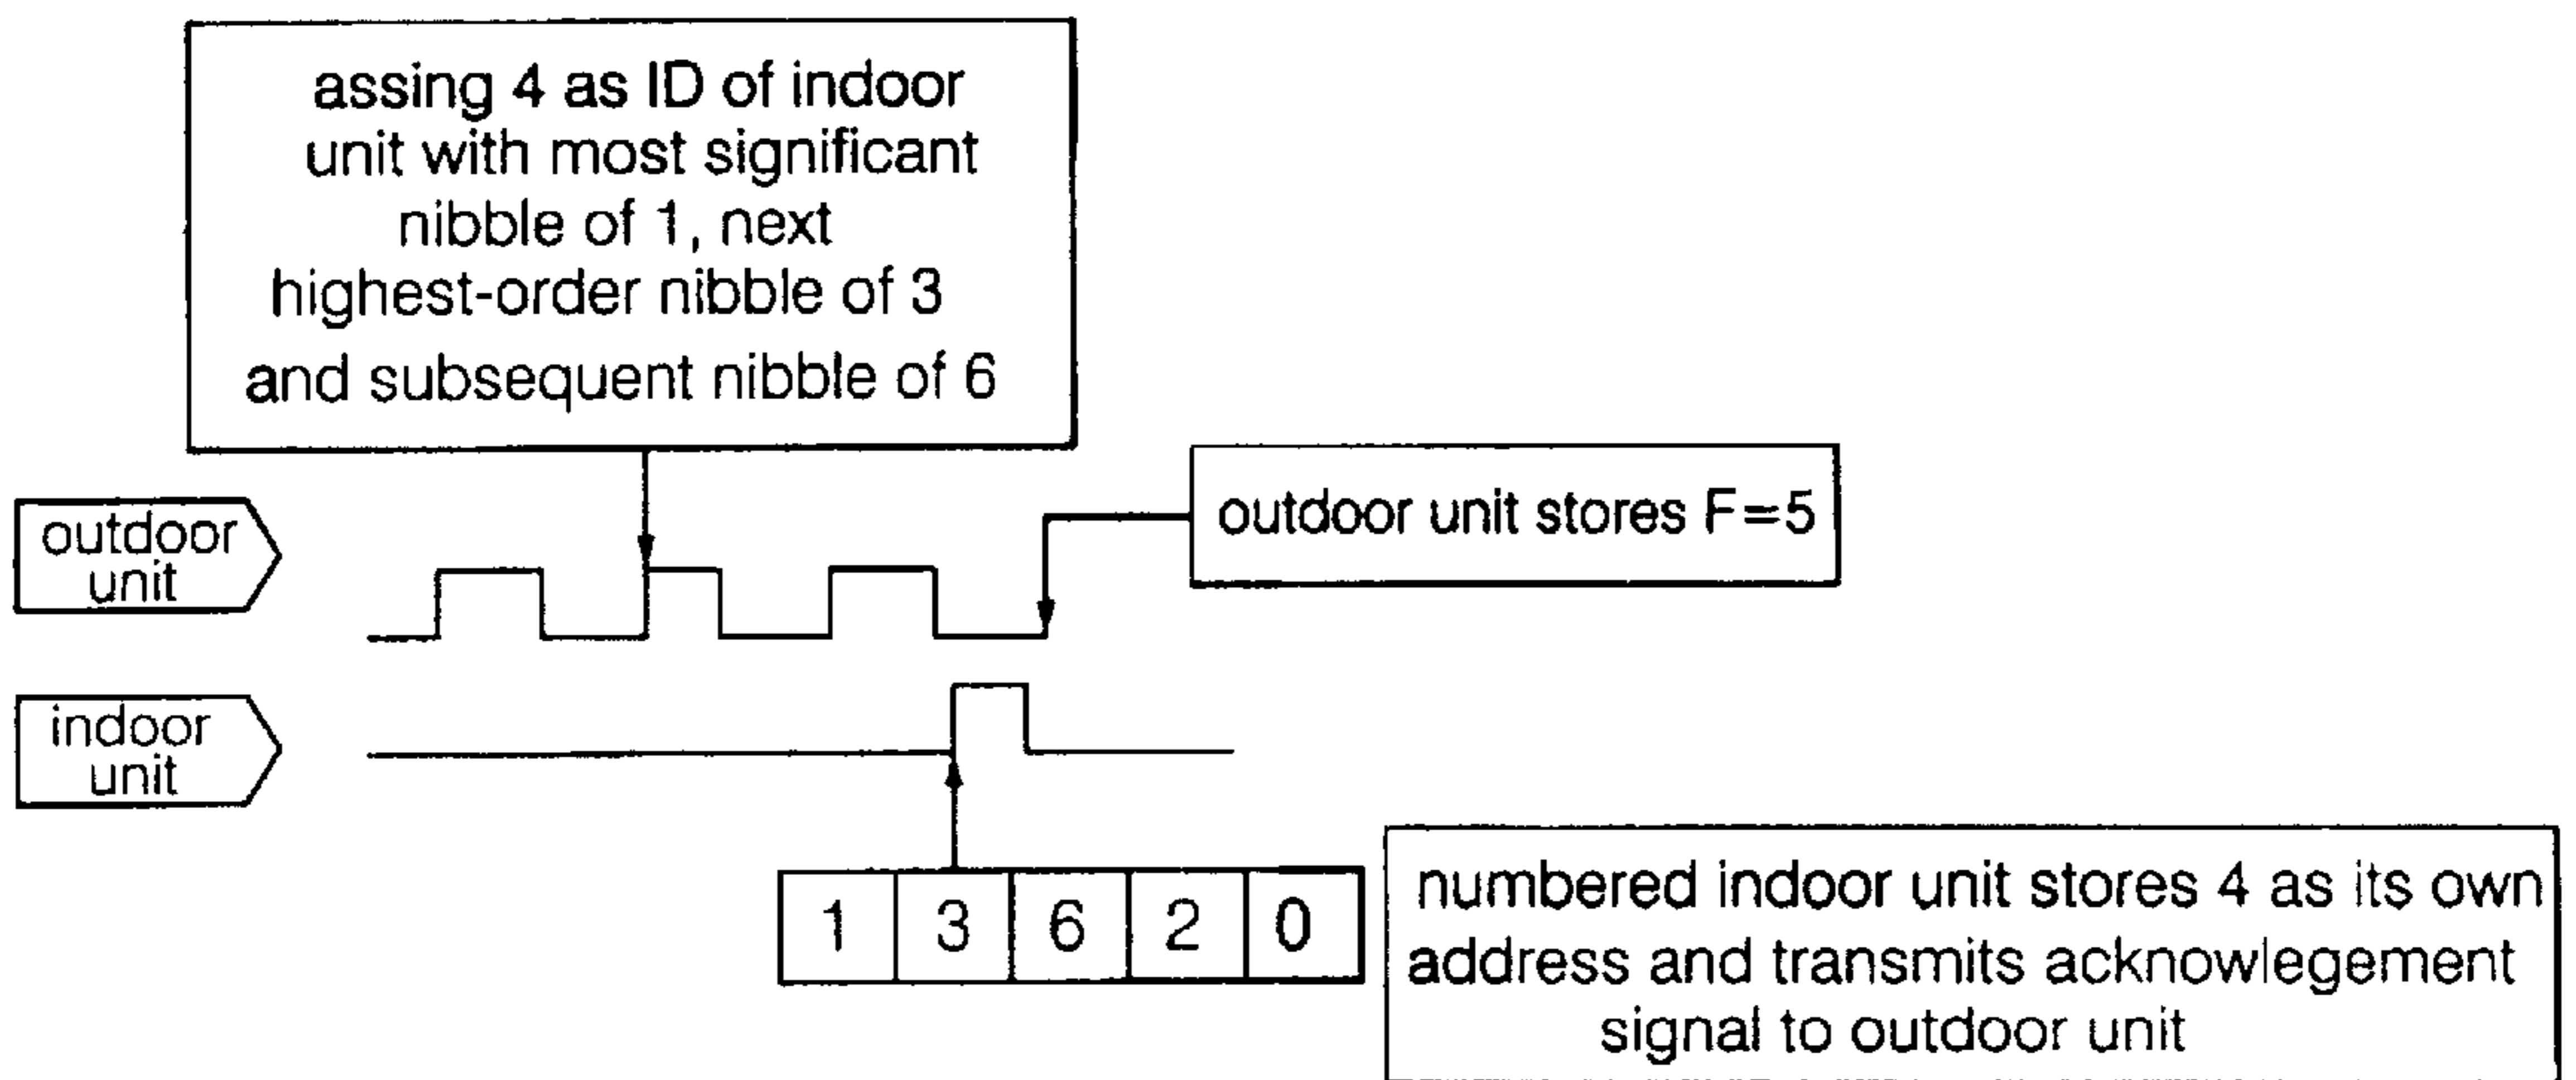 assing 4 as ID of indoor
unit with most significant
nibble of 1, next
highest-order nibble of 3
and subsequent nibble of 6
outdoor unit stores F=5
outdoor
unit
indoor
unit
1 3 6 2 0
numbered indoor unit stores 4 as its own
address and transmits acknowlegement
signal to outdoor unit